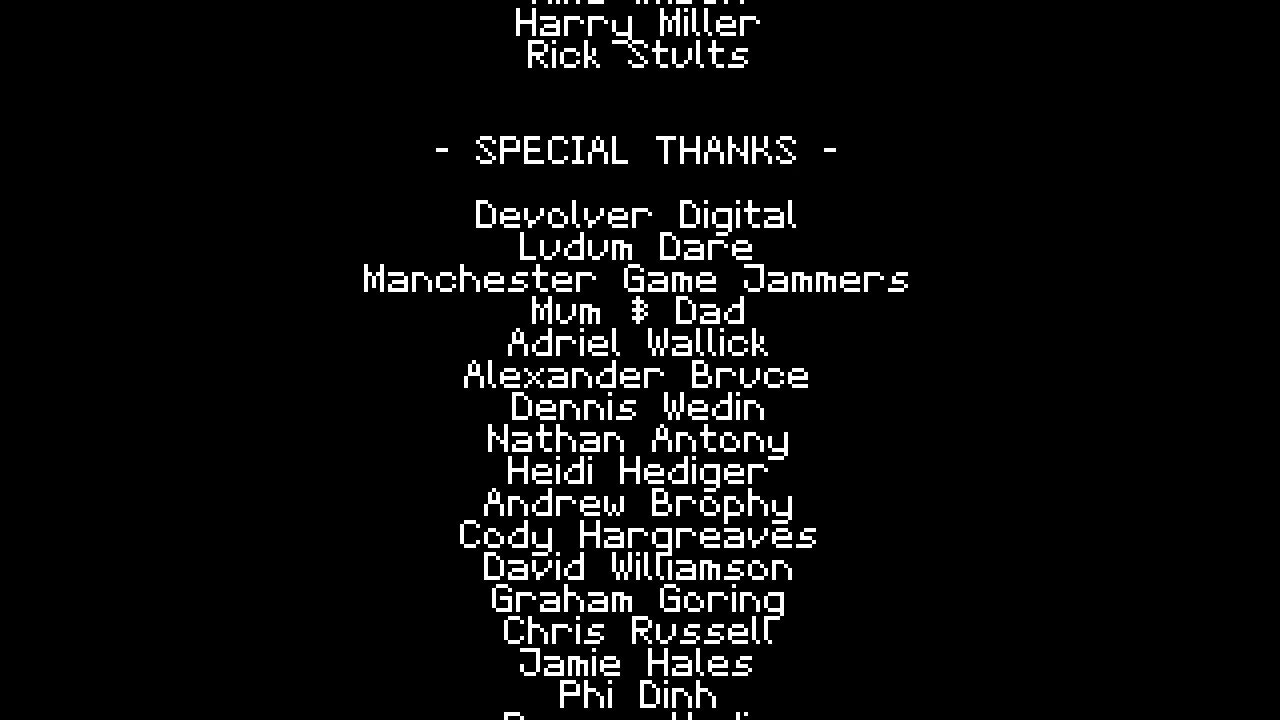 Harry Miller
Rick Stults
- SPECIAL THANKS -
Devolver Digital
Ludum Dare
Manchester Game Jammers
Mum & Dad
Adriel Wallick
Alexander Bruce
Dennis Wedin
Nathan Antony
Heidi Hediger
Andrew Brophy
Cody Hargreaves
David Williamson
Graham Goring
Chris Russell
Jamie Hales
Phi Dinh